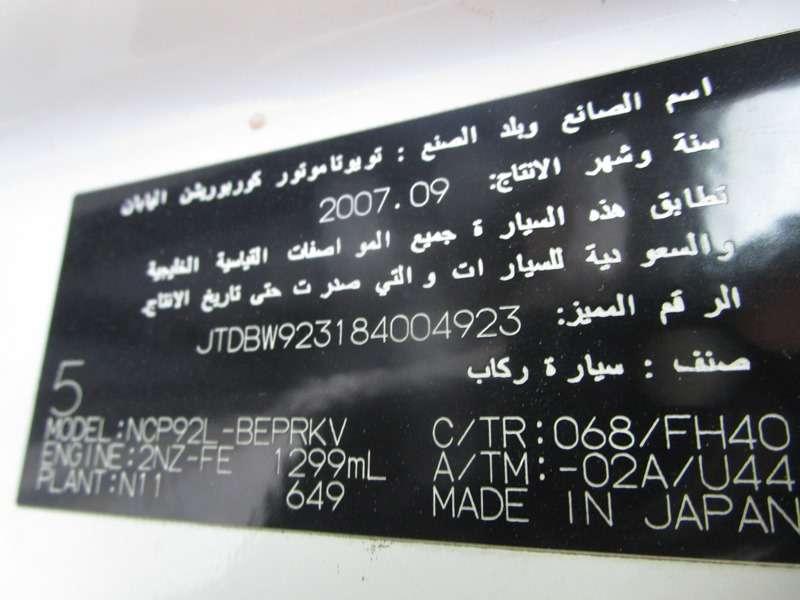 اسم الصانع وبلد الصنع : تويوتا موتور كوربوريشن اليابان
سنة وشهر الانتاج: 2007.09
تطابق هذه السيارة جميع المواصفات القياسية الخليجية
والسعودية للسيارات والتي صدرت حتى تاريخ الانتاج.
الرقم المميز: JTDBW923184004923
صنف : سيارة ركاب
5
MODEL:NCP92L-BEPRKV C/TR:068/FH40
ENGINE:2NZ-FE 1299mL A/TM:-02A/U44
PLANT:N11 649 MADE IN JAPAN